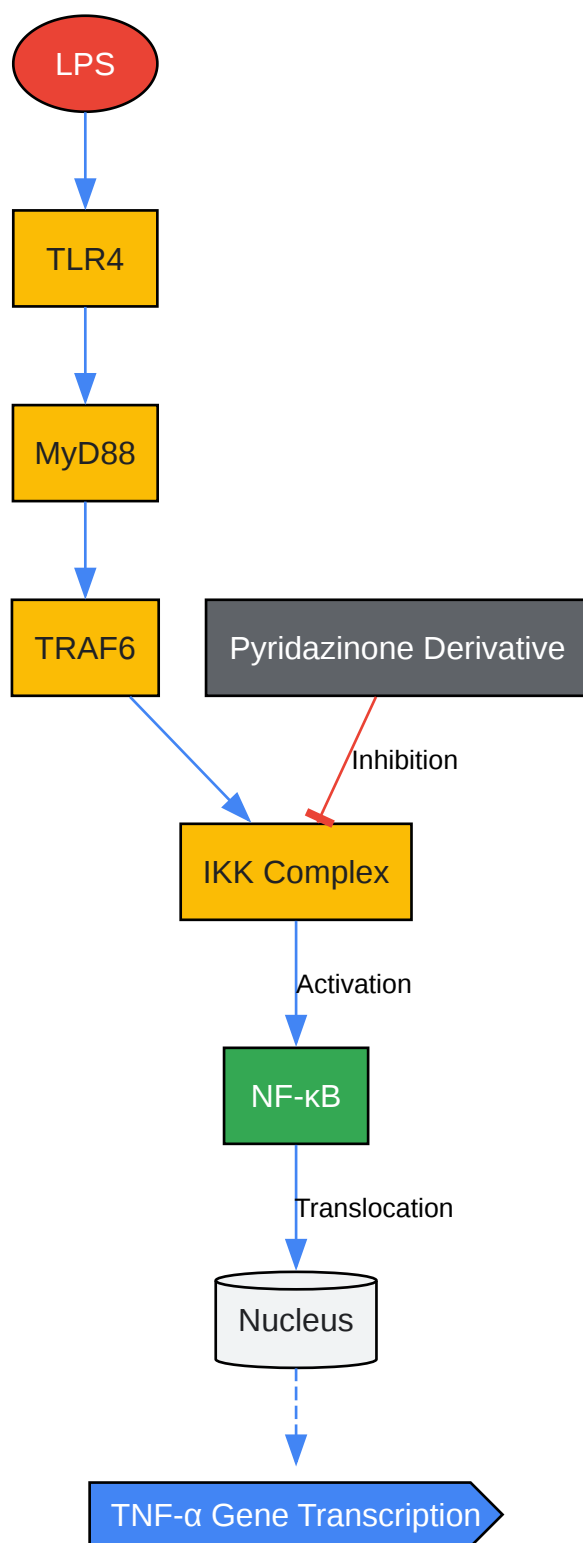 LPS
TLR4
MyD88
TRAF6
Pyridazinone Derivative
Inhibition
IKK Complex
Activation
NF-κB
Translocation
Nucleus
TNF-α Gene Transcription